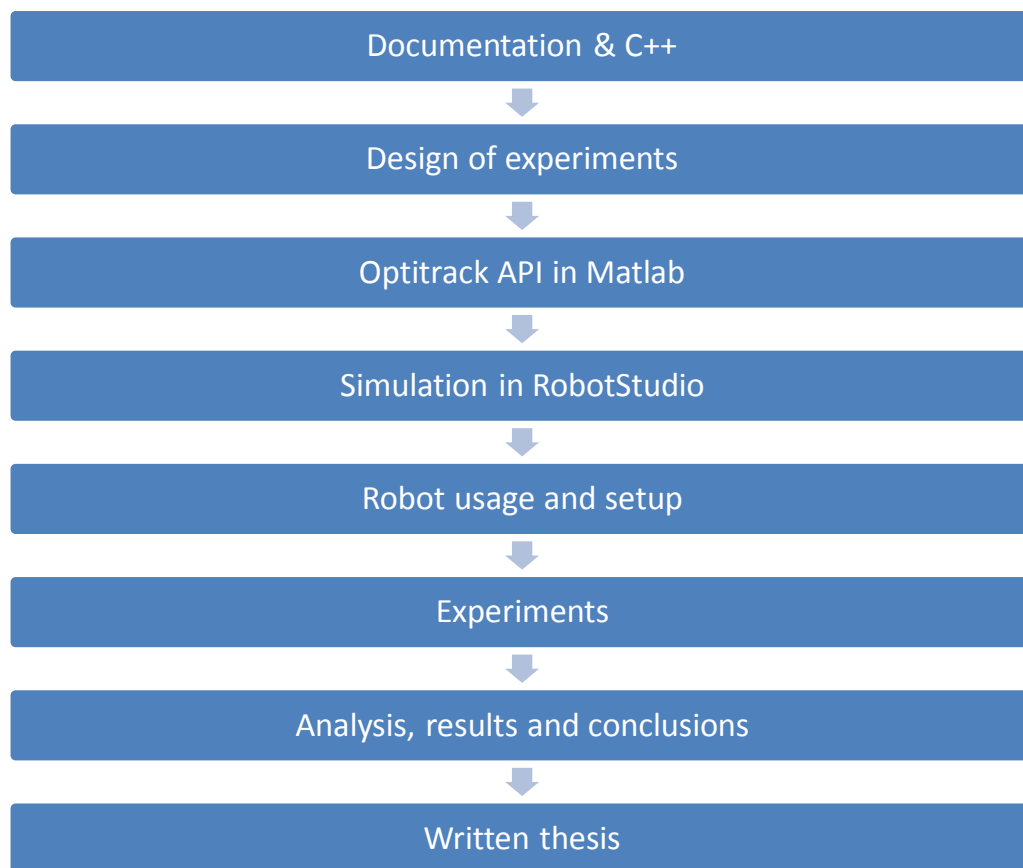 Documentation & C++
Design of experiments
Optitrack API in Matlab
Simulation in RobotStudio
Robot usage and setup
Experiments
Analysis, results and conclusions
Written thesis